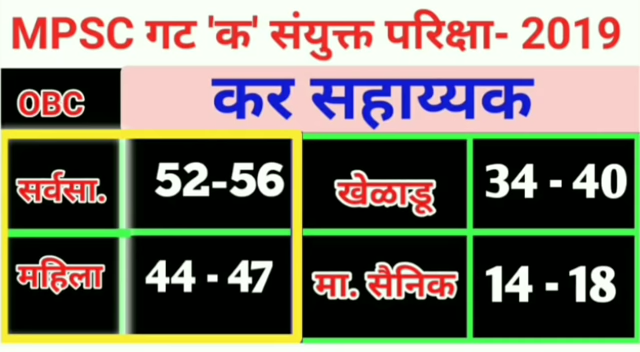 MPSC गट 'क' संयुक्त परिक्षा- 2019
OBC कर सहाय्यक
सर्वसा. 52-56 खेळाडू 34 - 40
महिला 44 - 47 मा. सैनिक 14 - 18